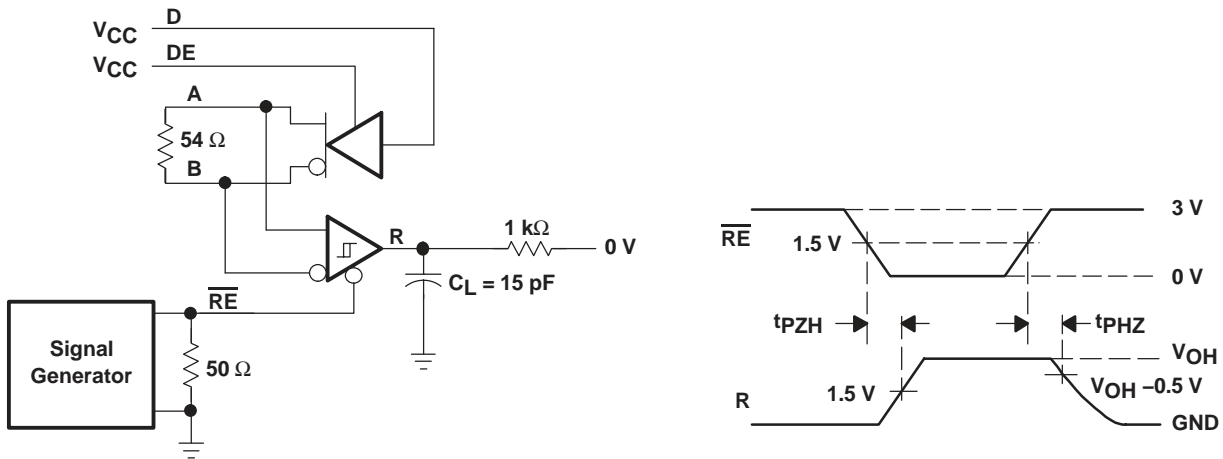 VCC D
VCC DE
A
54 Ω
B
R
1 kΩ
0 V
CL = 15 pF
RE
Signal
Generator
50 Ω
RE
3 V
1.5 V
0 V
tPZH
tPHZ
VOH
VOH –0.5 V
1.5 V
R
GND